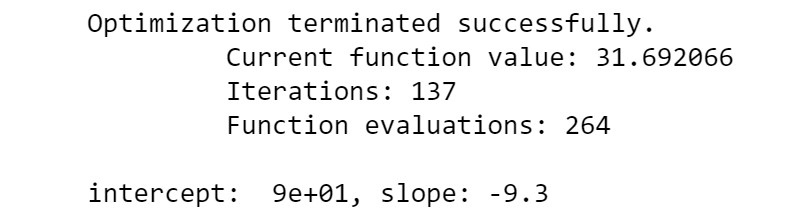 Optimization terminated successfully.
Current function value: 31.692066
Iterations: 137
Function evaluations: 264
intercept:  9e+01, slope: -9.3